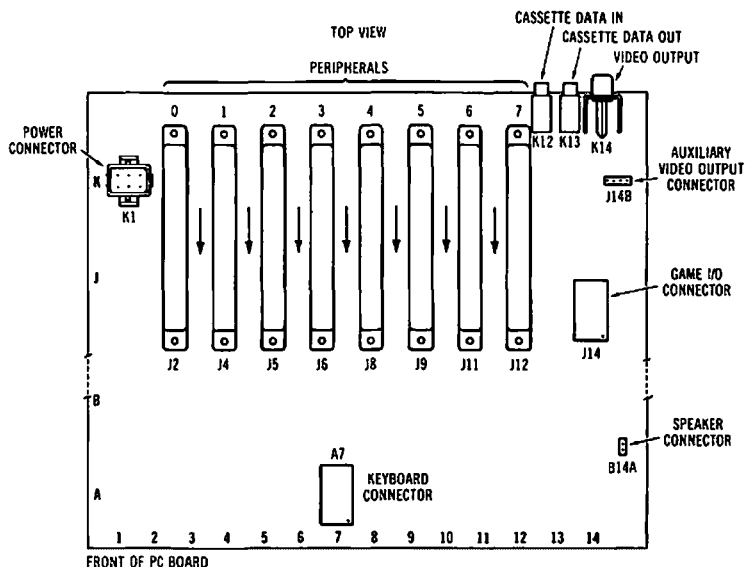 TOP VIEW
CASSETTE DATA IN
CASSETTE DATA OUT
VIDEO OUTPUT
PERIPHERALS
0 1 2 3 4 5 6 7
K12 K13 K14
POWER
CONNECTOR
K
K1
AUXILIARY
VIDEO OUTPUT
CONNECTOR
J14B
J
GAME I/O
CONNECTOR
J14
J2 J4 J5 J6 J8 J9 J11 J12
B
SPEAKER
CONNECTOR
B14A
A7
KEYBOARD
CONNECTOR
A
1 2 3 4 5 6 7 8 9 10 11 12 13 14
FRONT OF PC BOARD